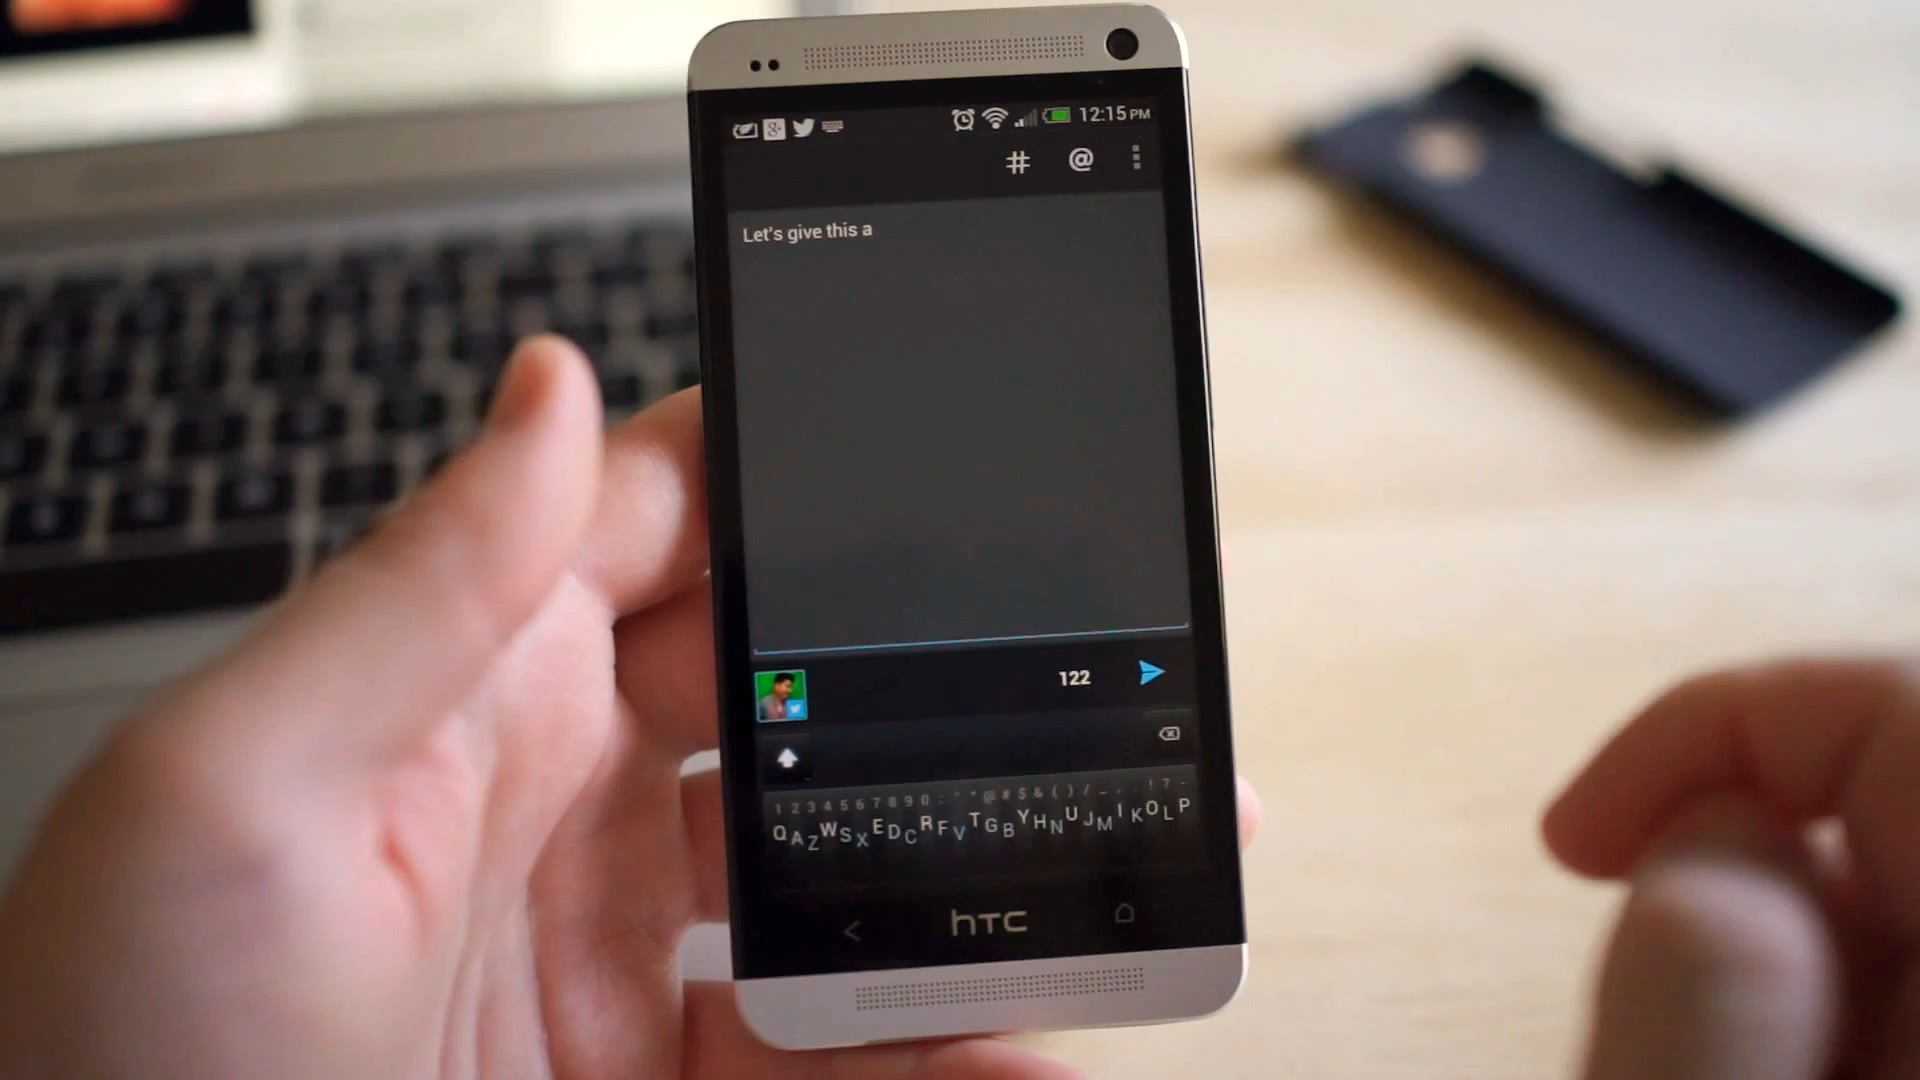 g+ 12:15 PM
# @
Let's give this a
122
1 2 3 4 5 6 7 8 9 0 : @ # $ & ( ) / _ , . ! ? -
Q A Z W S X E D C R F V T G B Y H N U J M I K O L P
hTC